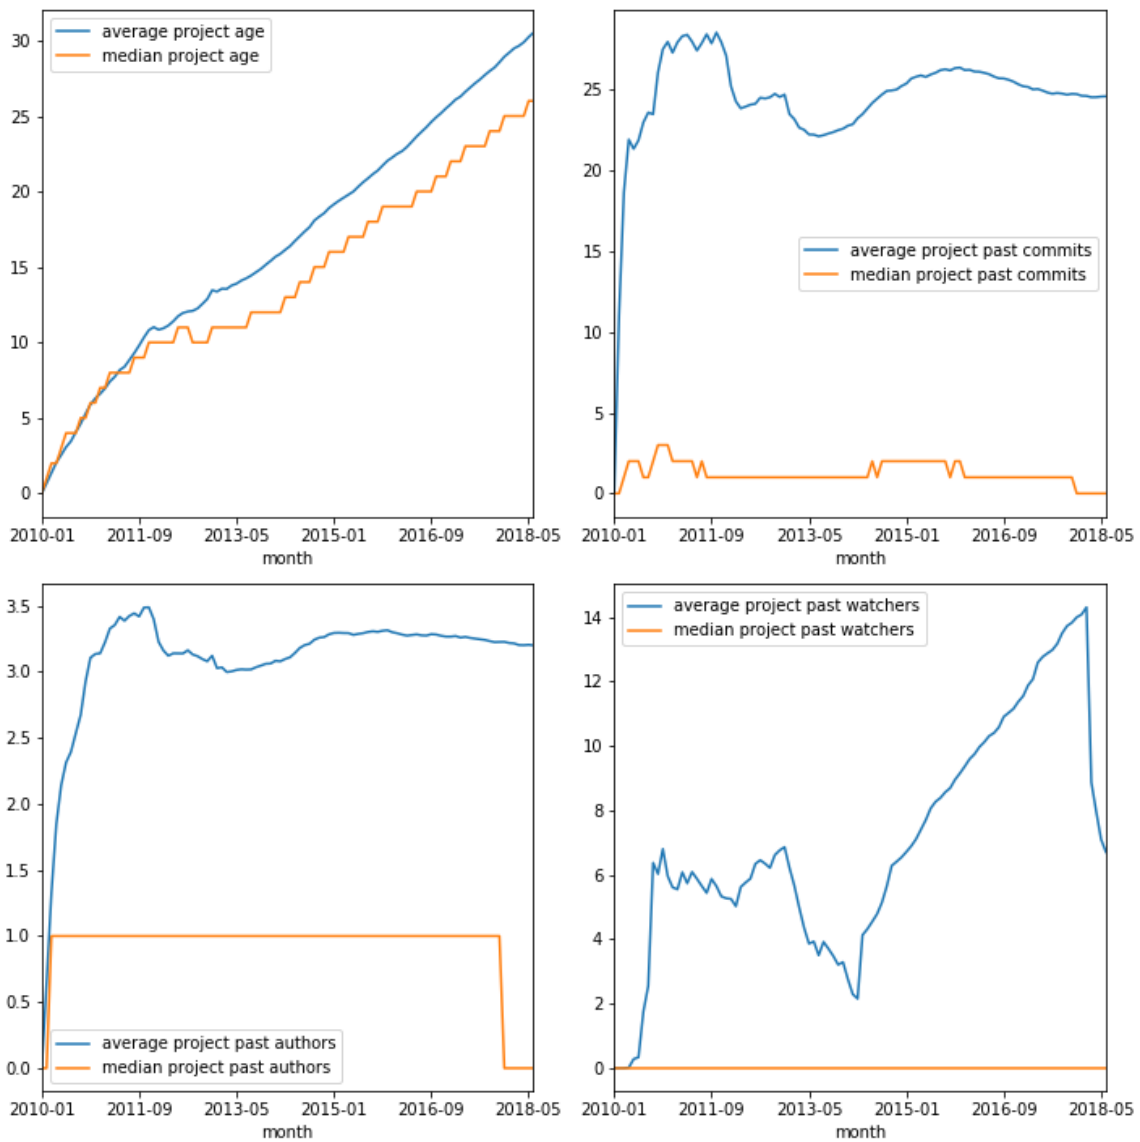 average project age
median project age
30
25
20
15
10
5
0
2010-01 2011-09 2013-05 2015-01 2016-09 2018-05
month
average project past commits
median project past commits
25
20
15
10
5
0
2010-01 2011-09 2013-05 2015-01 2016-09 2018-05
month
3.5
3.0
2.5
2.0
1.5
1.0
0.5
0.0
average project past authors
median project past authors
2010-01 2011-09 2013-05 2015-01 2016-09 2018-05
month
average project past watchers
median project past watchers
14
12
10
8
6
4
2
0
2010-01 2011-09 2013-05 2015-01 2016-09 2018-05
month